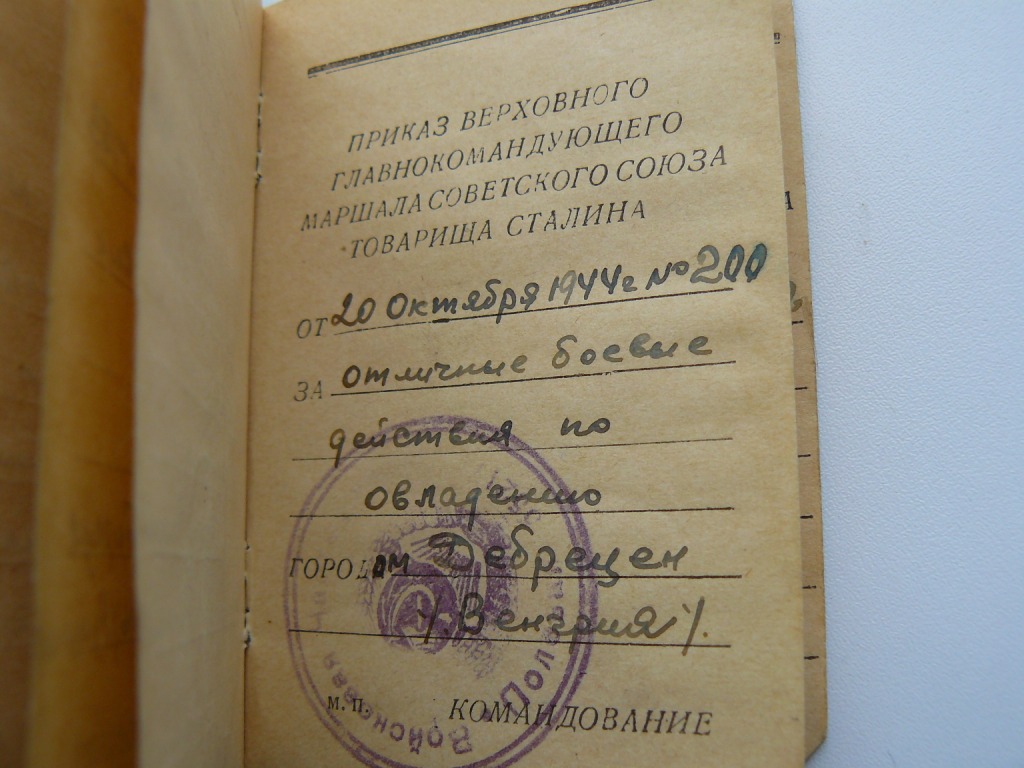 ПРИКАЗ ВЕРХОВНОГО
ГЛАВНОКОМАНДУЮЩЕГО
МАРШАЛА СОВЕТСКОГО СОЮЗА
ТОВАРИЩА СТАЛИНА
ОТ 20 Октября 1944г № 200
ЗА отличные боевые
действия по
овладению
ГОРОДом Дебрецен
/Венгрия/.
М. П. КОМАНДОВАНИЕ
Войсковая